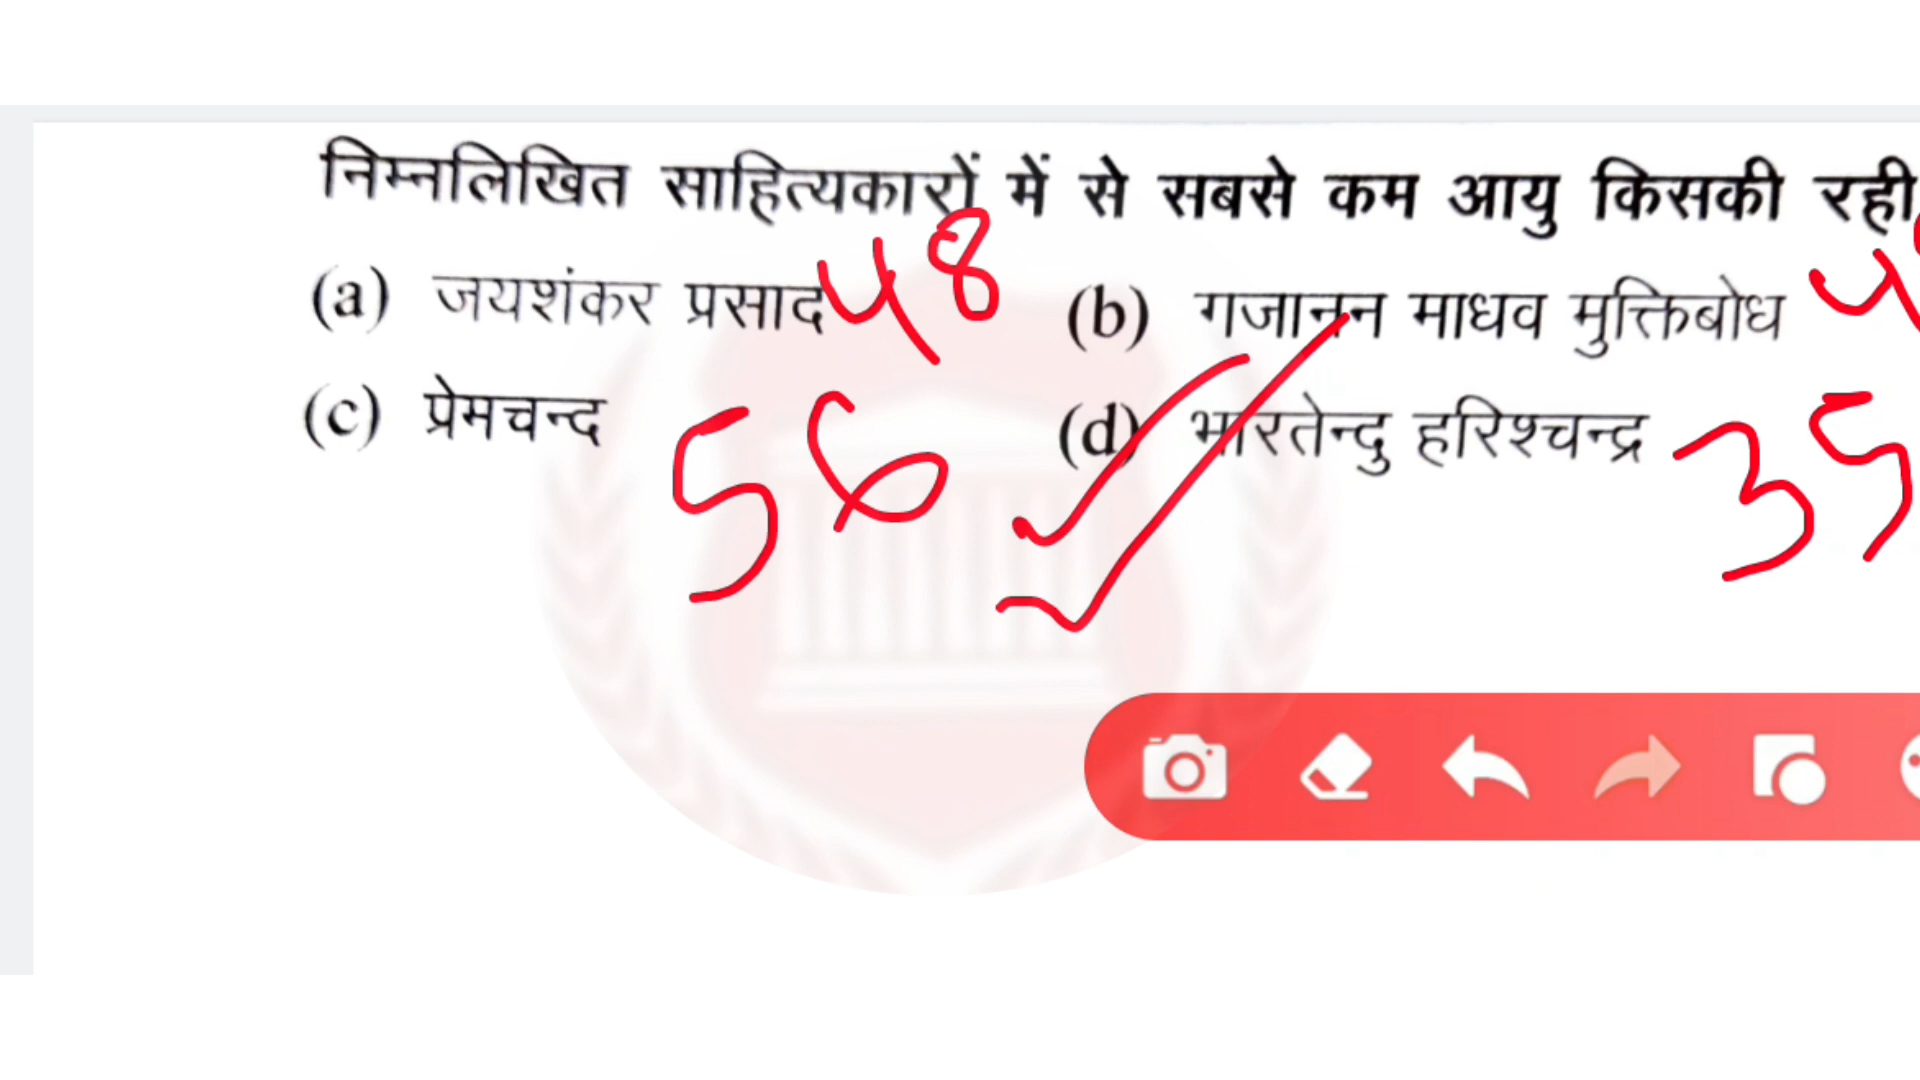 निम्नलिखित साहित्यकारों में से सबसे कम आयु किसकी रही
(a) जयशंकर प्रसाद 48 (b) गजानन माधव मुक्तिबोध 4
(c) प्रेमचन्द 56 (d) भारतेन्दु हरिश्चन्द्र 35